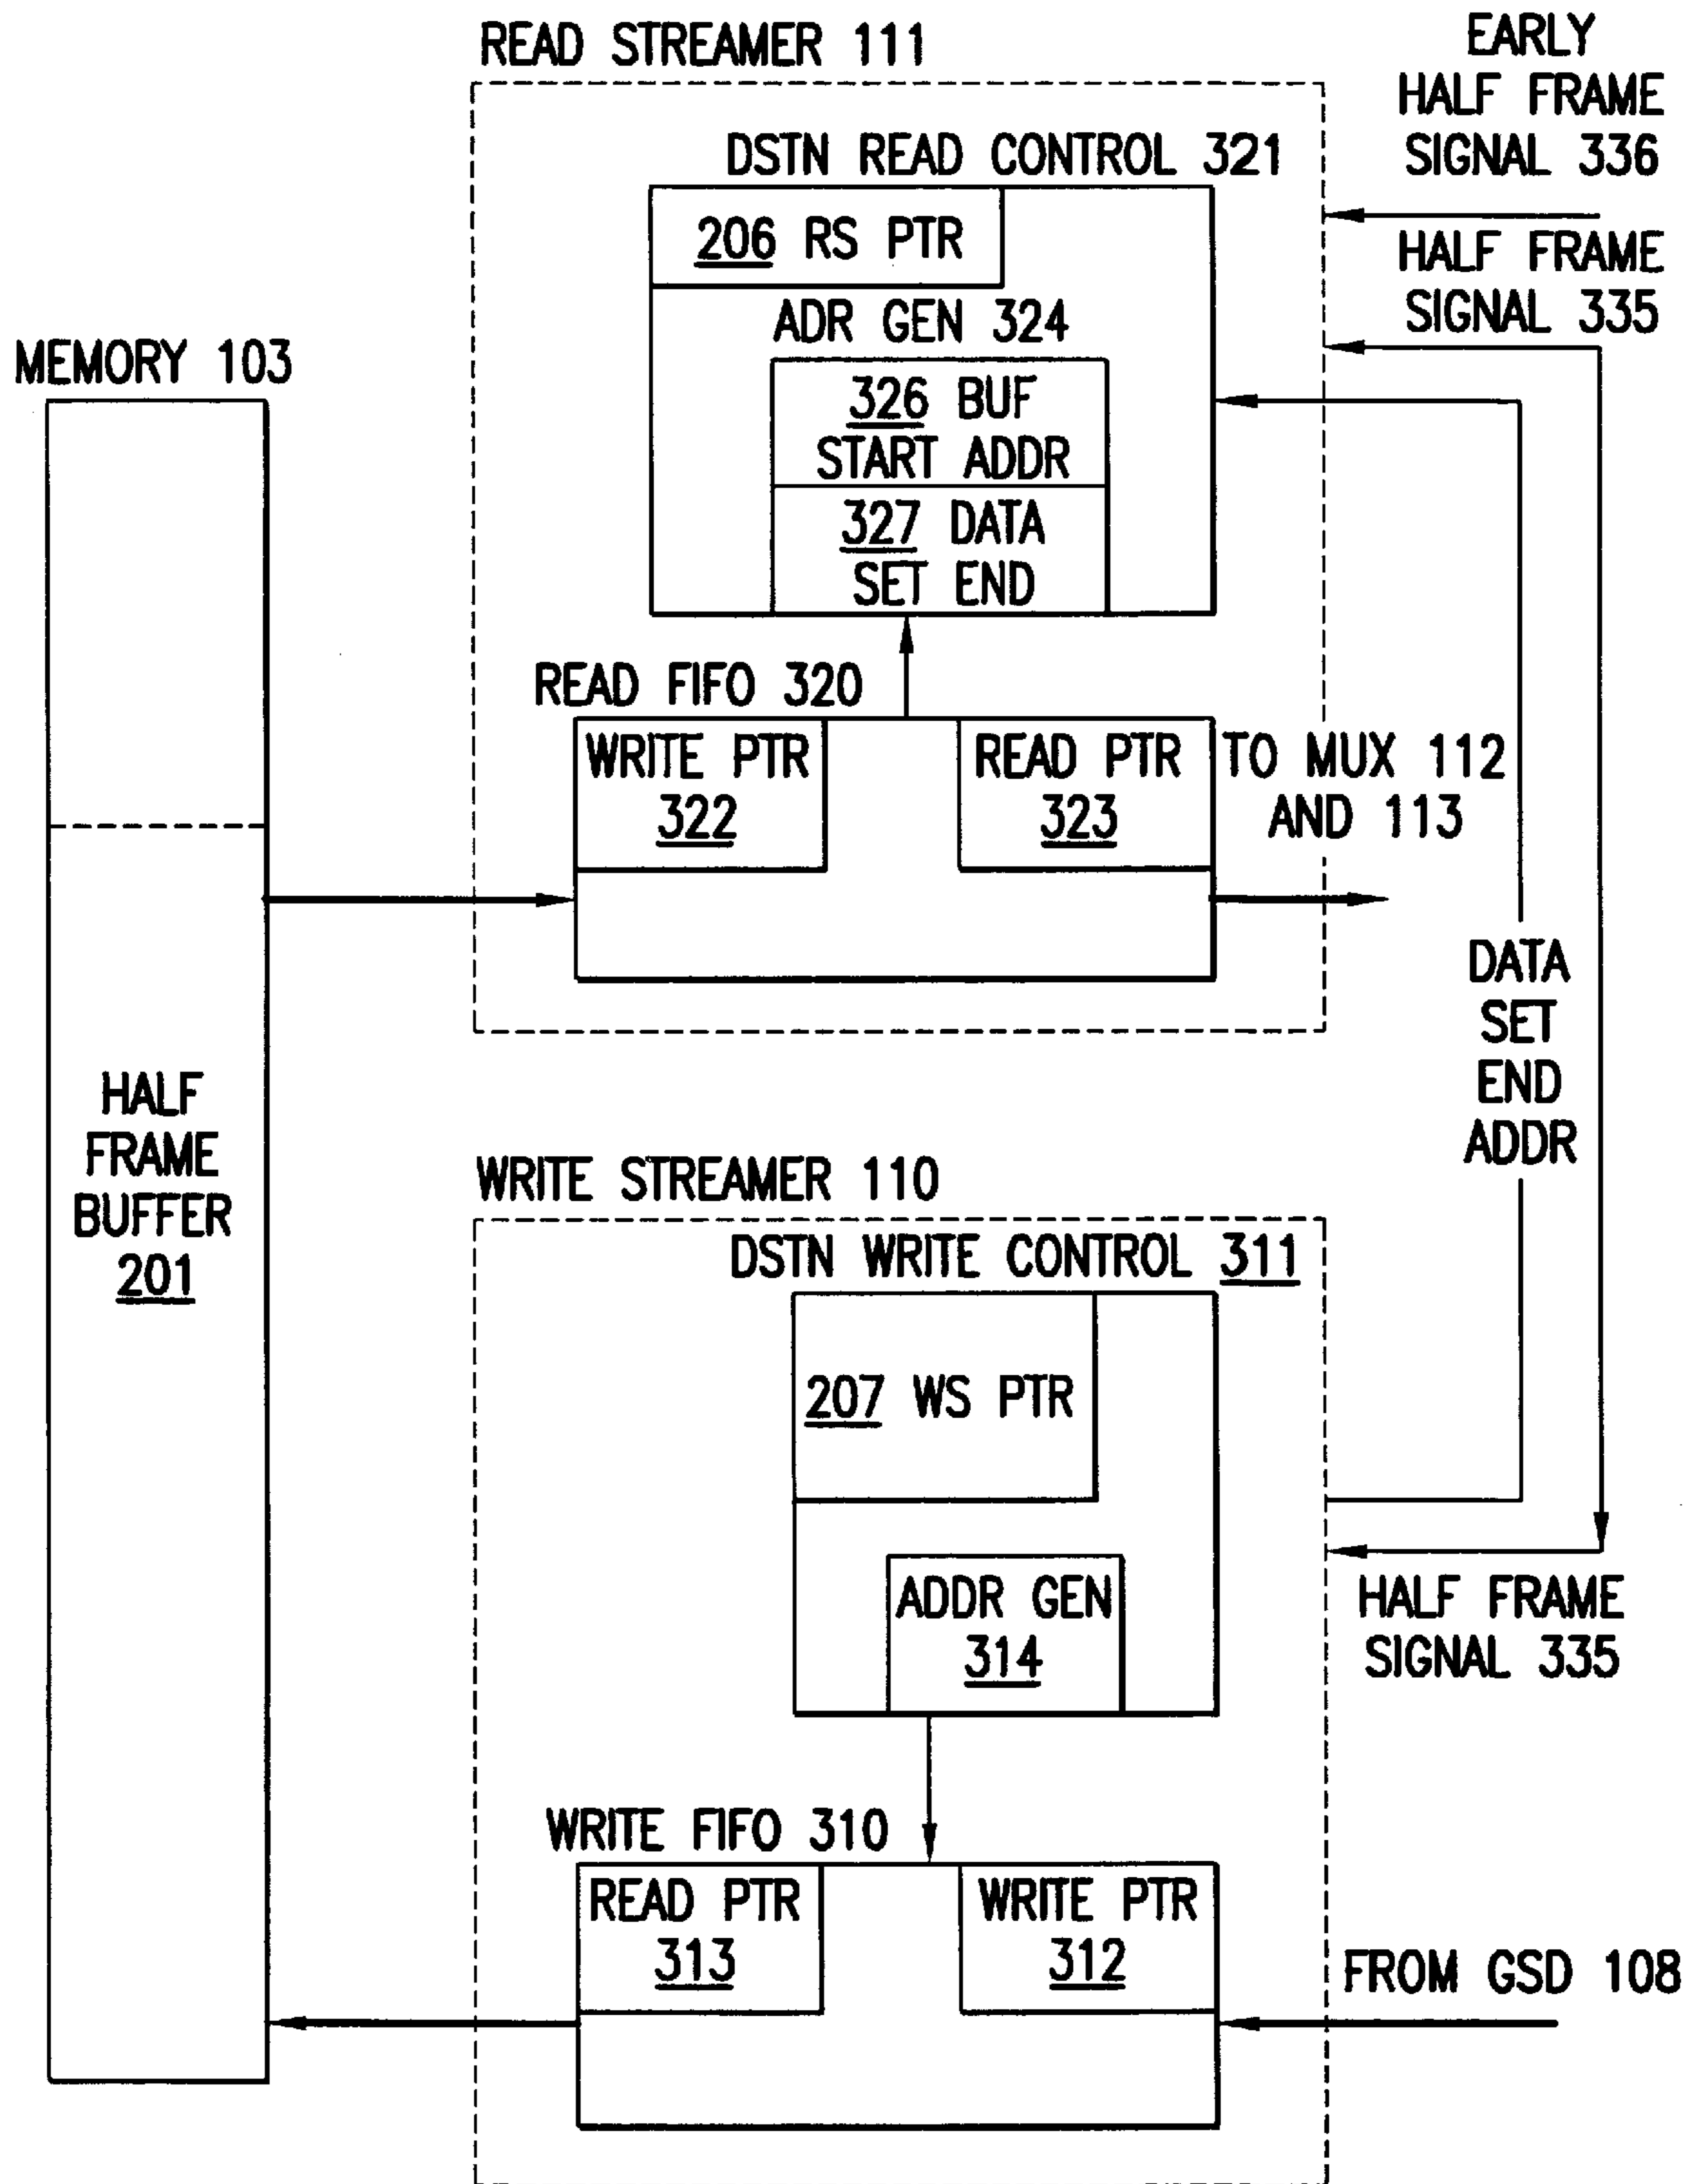 READ STREAMER 111
EARLY
HALF FRAME
SIGNAL 336
DSTN READ CONTROL 321
206 RS PTR
HALF FRAME
SIGNAL 335
ADR GEN 324
MEMORY 103
326 BUF
START ADDR
327 DATA
SET END
READ FIFO 320
WRITE PTR
322
READ PTR
323
TO MUX 112
AND 113
DATA
SET
END
ADDR
HALF
FRAME
BUFFER
201
WRITE STREAMER 110
DSTN WRITE CONTROL 311
207 WS PTR
ADDR GEN
314
HALF FRAME
SIGNAL 335
WRITE FIFO 310
READ PTR
313
WRITE PTR
312
FROM GSD 108